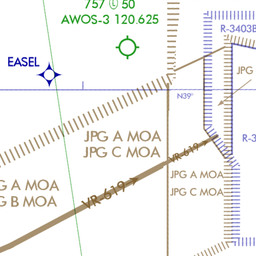 757 Ⓛ 50
AWOS-3 120.625
R-3403B
EASEL
JPG
N39°
JPG A MOA
JPG C MOA
VR 619
R-3
JPG A MOA
JPG C MOA
G A MOA
G B MOA
VR 619